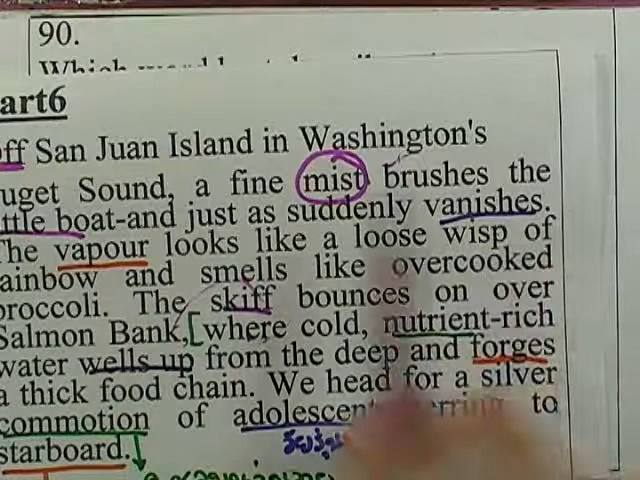 90.
Which
art6
ff San Juan Island in Washington's
uget Sound, a fine mist brushes the
ttle boat-and just as suddenly vanishes.
The vapour looks like a loose wisp of
ainbow and smells like overcooked
broccoli. The skiff bounces on over
Salmon Bank,[where cold, nutrient-rich
water wells up from the deep and forges
a thick food chain. We head for a silver
commotion of adolescent to
starboard.